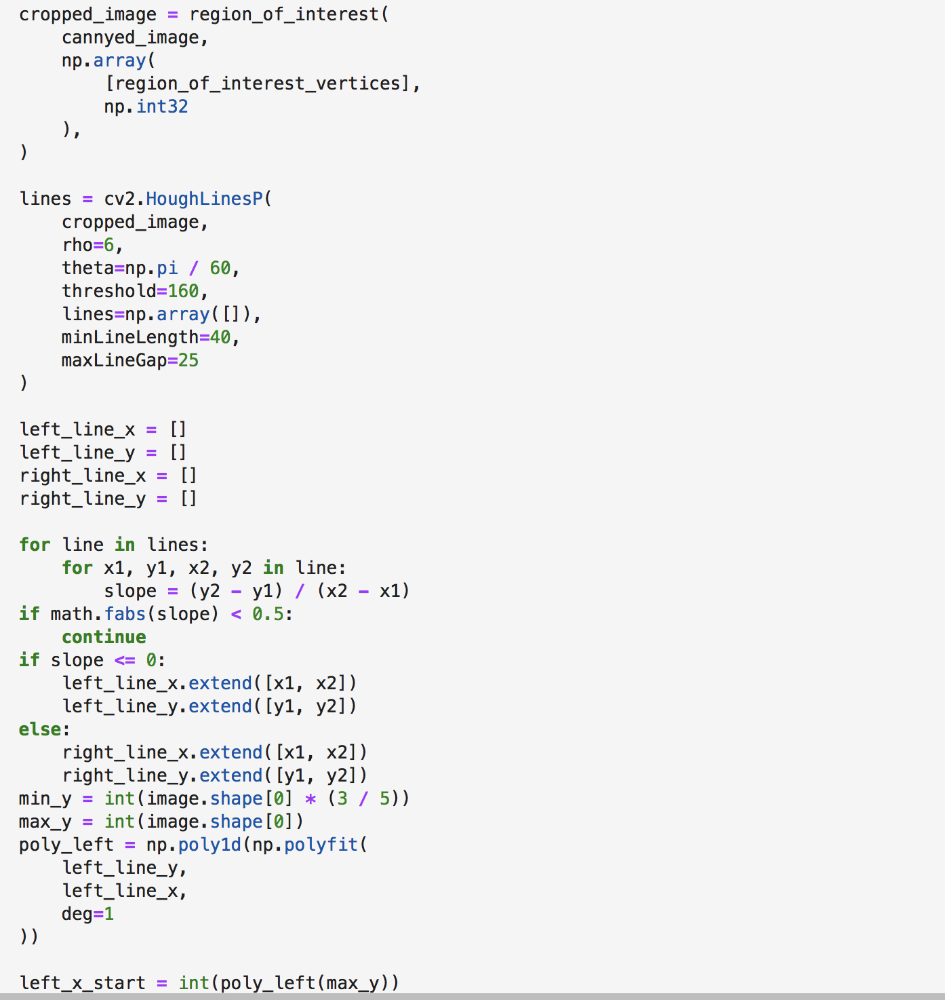 cropped_image = region_of_interest(
    cannyed_image,
    np.array(
        [region_of_interest_vertices],
        np.int32
    ),
)

lines = cv2.HoughLinesP(
    cropped_image,
    rho=6,
    theta=np.pi / 60,
    threshold=160,
    lines=np.array([]),
    minLineLength=40,
    maxLineGap=25
)

left_line_x = []
left_line_y = []
right_line_x = []
right_line_y = []

for line in lines:
    for x1, y1, x2, y2 in line:
        slope = (y2 - y1) / (x2 - x1)
if math.fabs(slope) < 0.5:
    continue
if slope <= 0:
    left_line_x.extend([x1, x2])
    left_line_y.extend([y1, y2])
else:
    right_line_x.extend([x1, x2])
    right_line_y.extend([y1, y2])
min_y = int(image.shape[0] * (3 / 5))
max_y = int(image.shape[0])
poly_left = np.poly1d(np.polyfit(
    left_line_y,
    left_line_x,
    deg=1
))

left_x_start = int(poly_left(max_y))